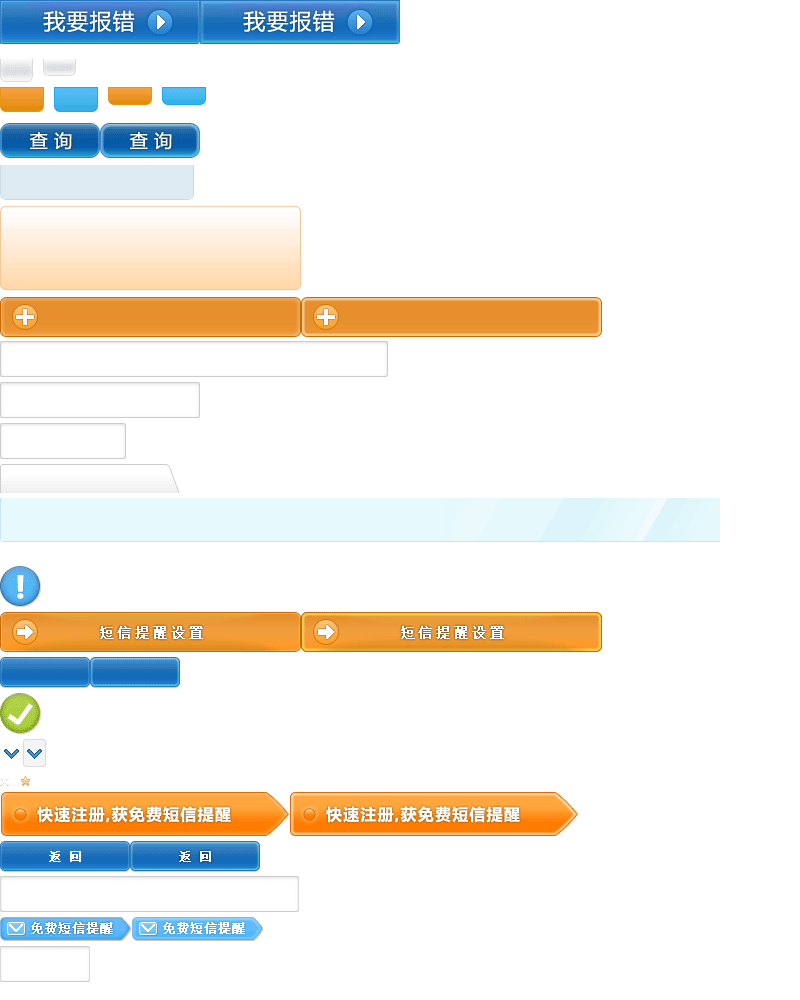 我要报错 我要报错
查询 查询
短信提醒设置 短信提醒设置
快速注册,获免费短信提醒 快速注册,获免费短信提醒
返回 返回
免费短信提醒 免费短信提醒